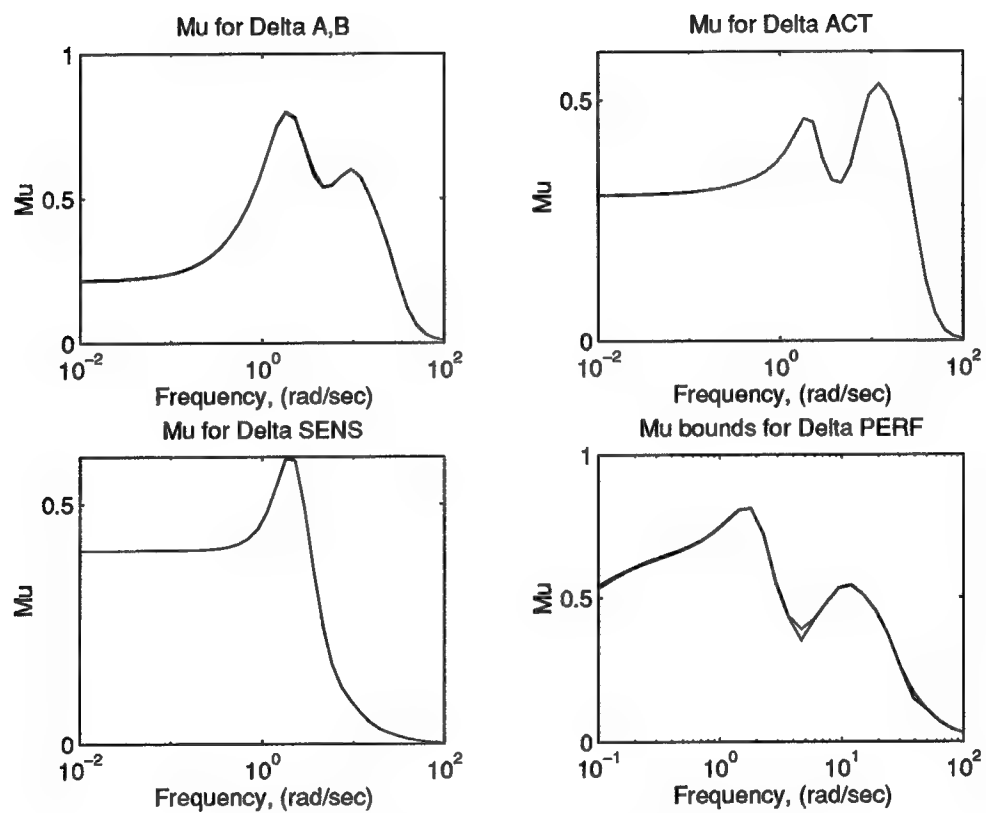 Mu for Delta A,B
1
0.5
0
Mu
10^-2
10^0
10^2
Frequency, (rad/sec)
Mu for Delta ACT
0.5
0
Mu
10^-2
10^0
10^2
Frequency, (rad/sec)
Mu for Delta SENS
0.5
0
Mu
10^-2
10^0
10^2
Frequency, (rad/sec)
Mu bounds for Delta PERF
1
0.5
0
Mu
10^-1
10^0
10^1
10^2
Frequency, (rad/sec)